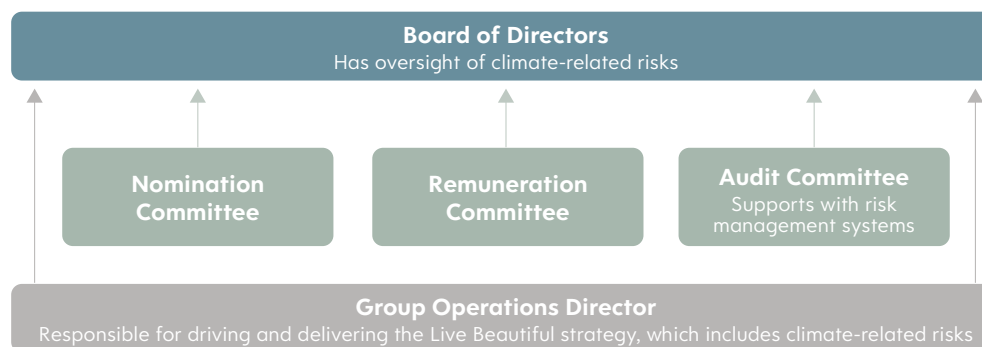 Board of Directors
Has oversight of climate-related risks
Nomination
Committee
Remuneration
Committee
Audit Committee
Supports with risk
management systems
Group Operations Director
Responsible for driving and delivering the Live Beautiful strategy, which includes climate-related risks